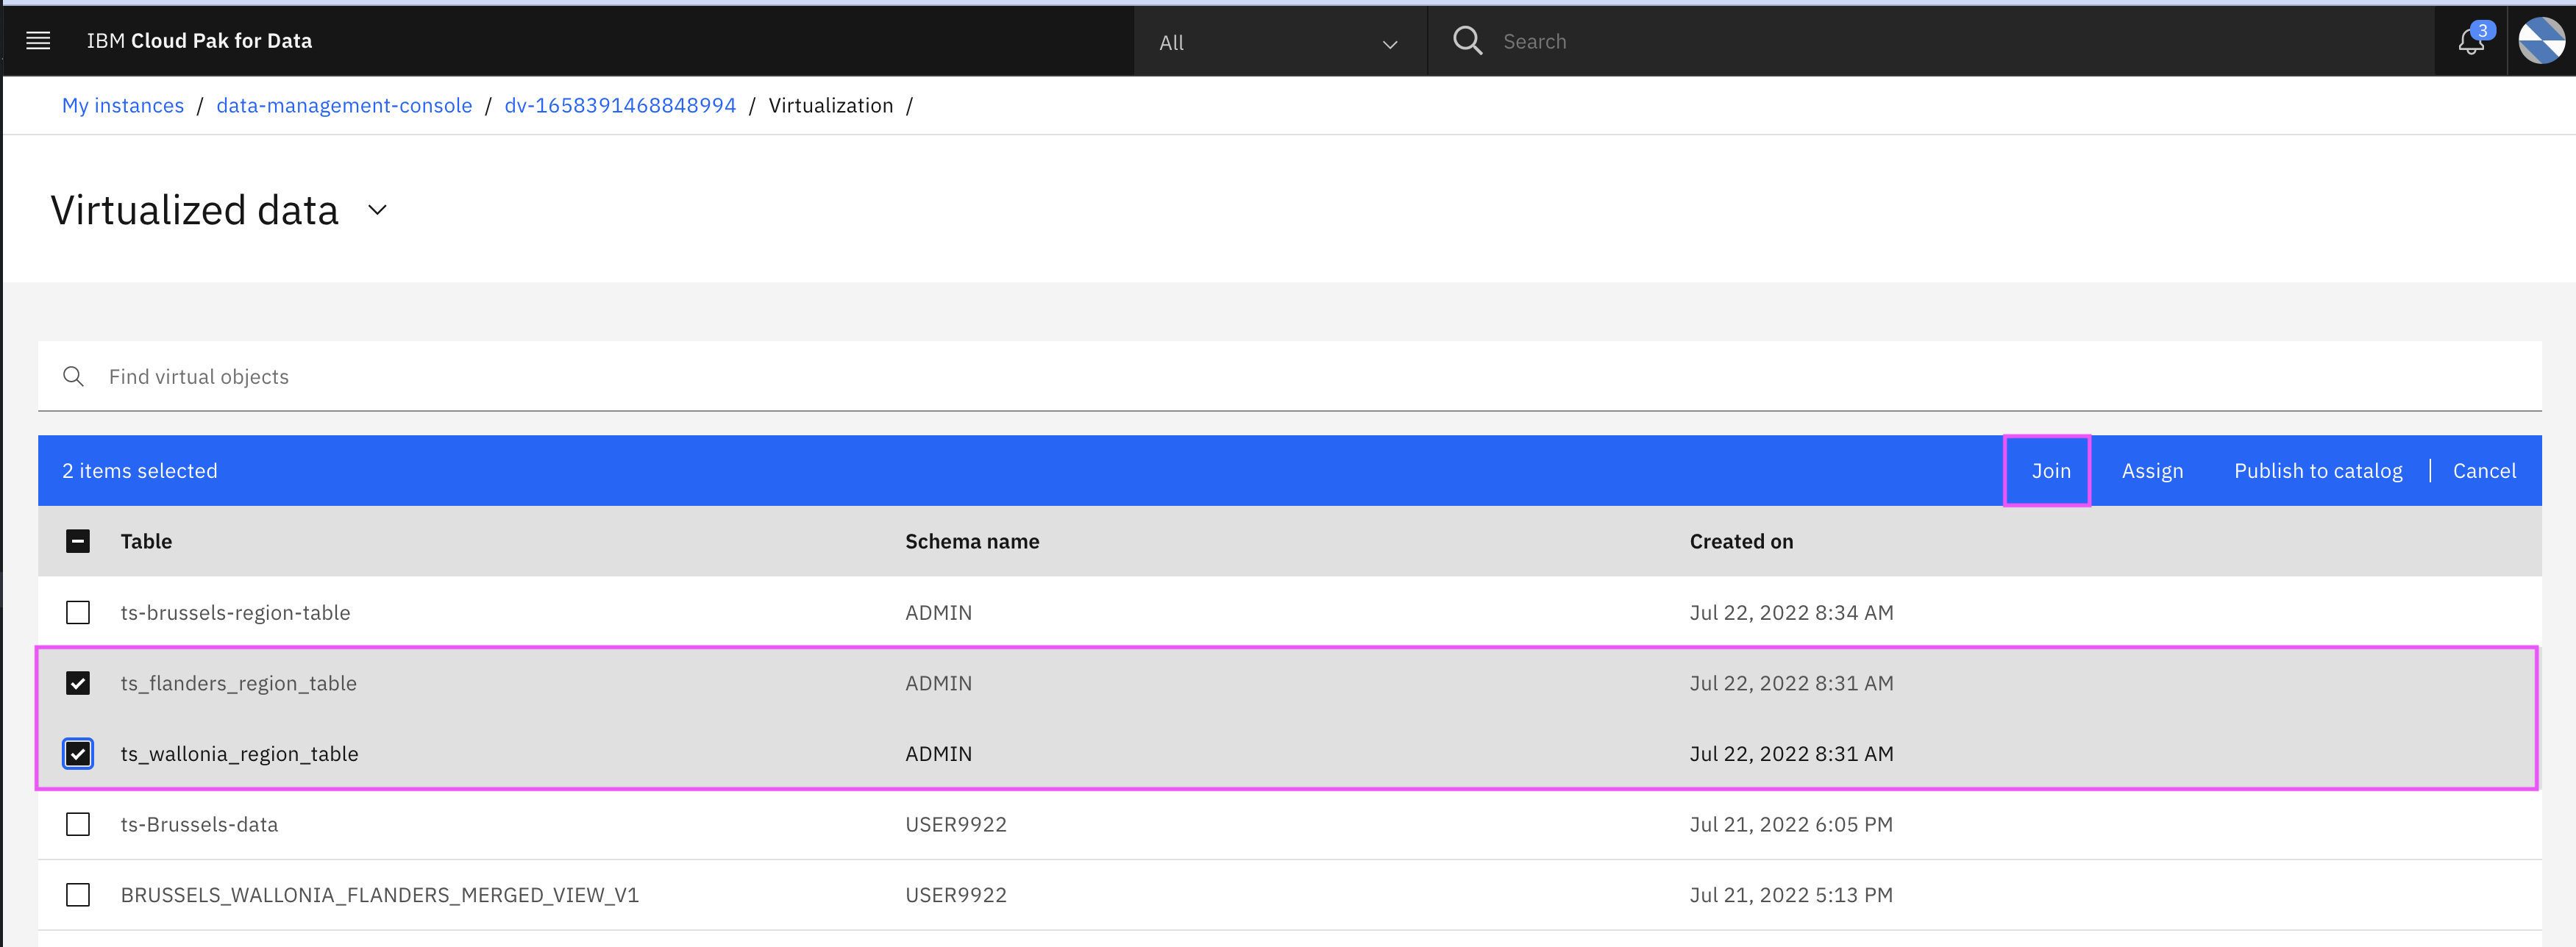 IBM Cloud Pak for Data All Search 3
My instances / data-management-console / dv-1658391468848994 / Virtualization /
Virtualized data
Find virtual objects
2 items selected Join Assign Publish to catalog | Cancel
Table Schema name Created on
ts-brussels-region-table ADMIN Jul 22, 2022 8:34 AM
ts_flanders_region_table ADMIN Jul 22, 2022 8:31 AM
ts_wallonia_region_table ADMIN Jul 22, 2022 8:31 AM
ts-Brussels-data USER9922 Jul 21, 2022 6:05 PM
BRUSSELS_WALLONIA_FLANDERS_MERGED_VIEW_V1 USER9922 Jul 21, 2022 5:13 PM